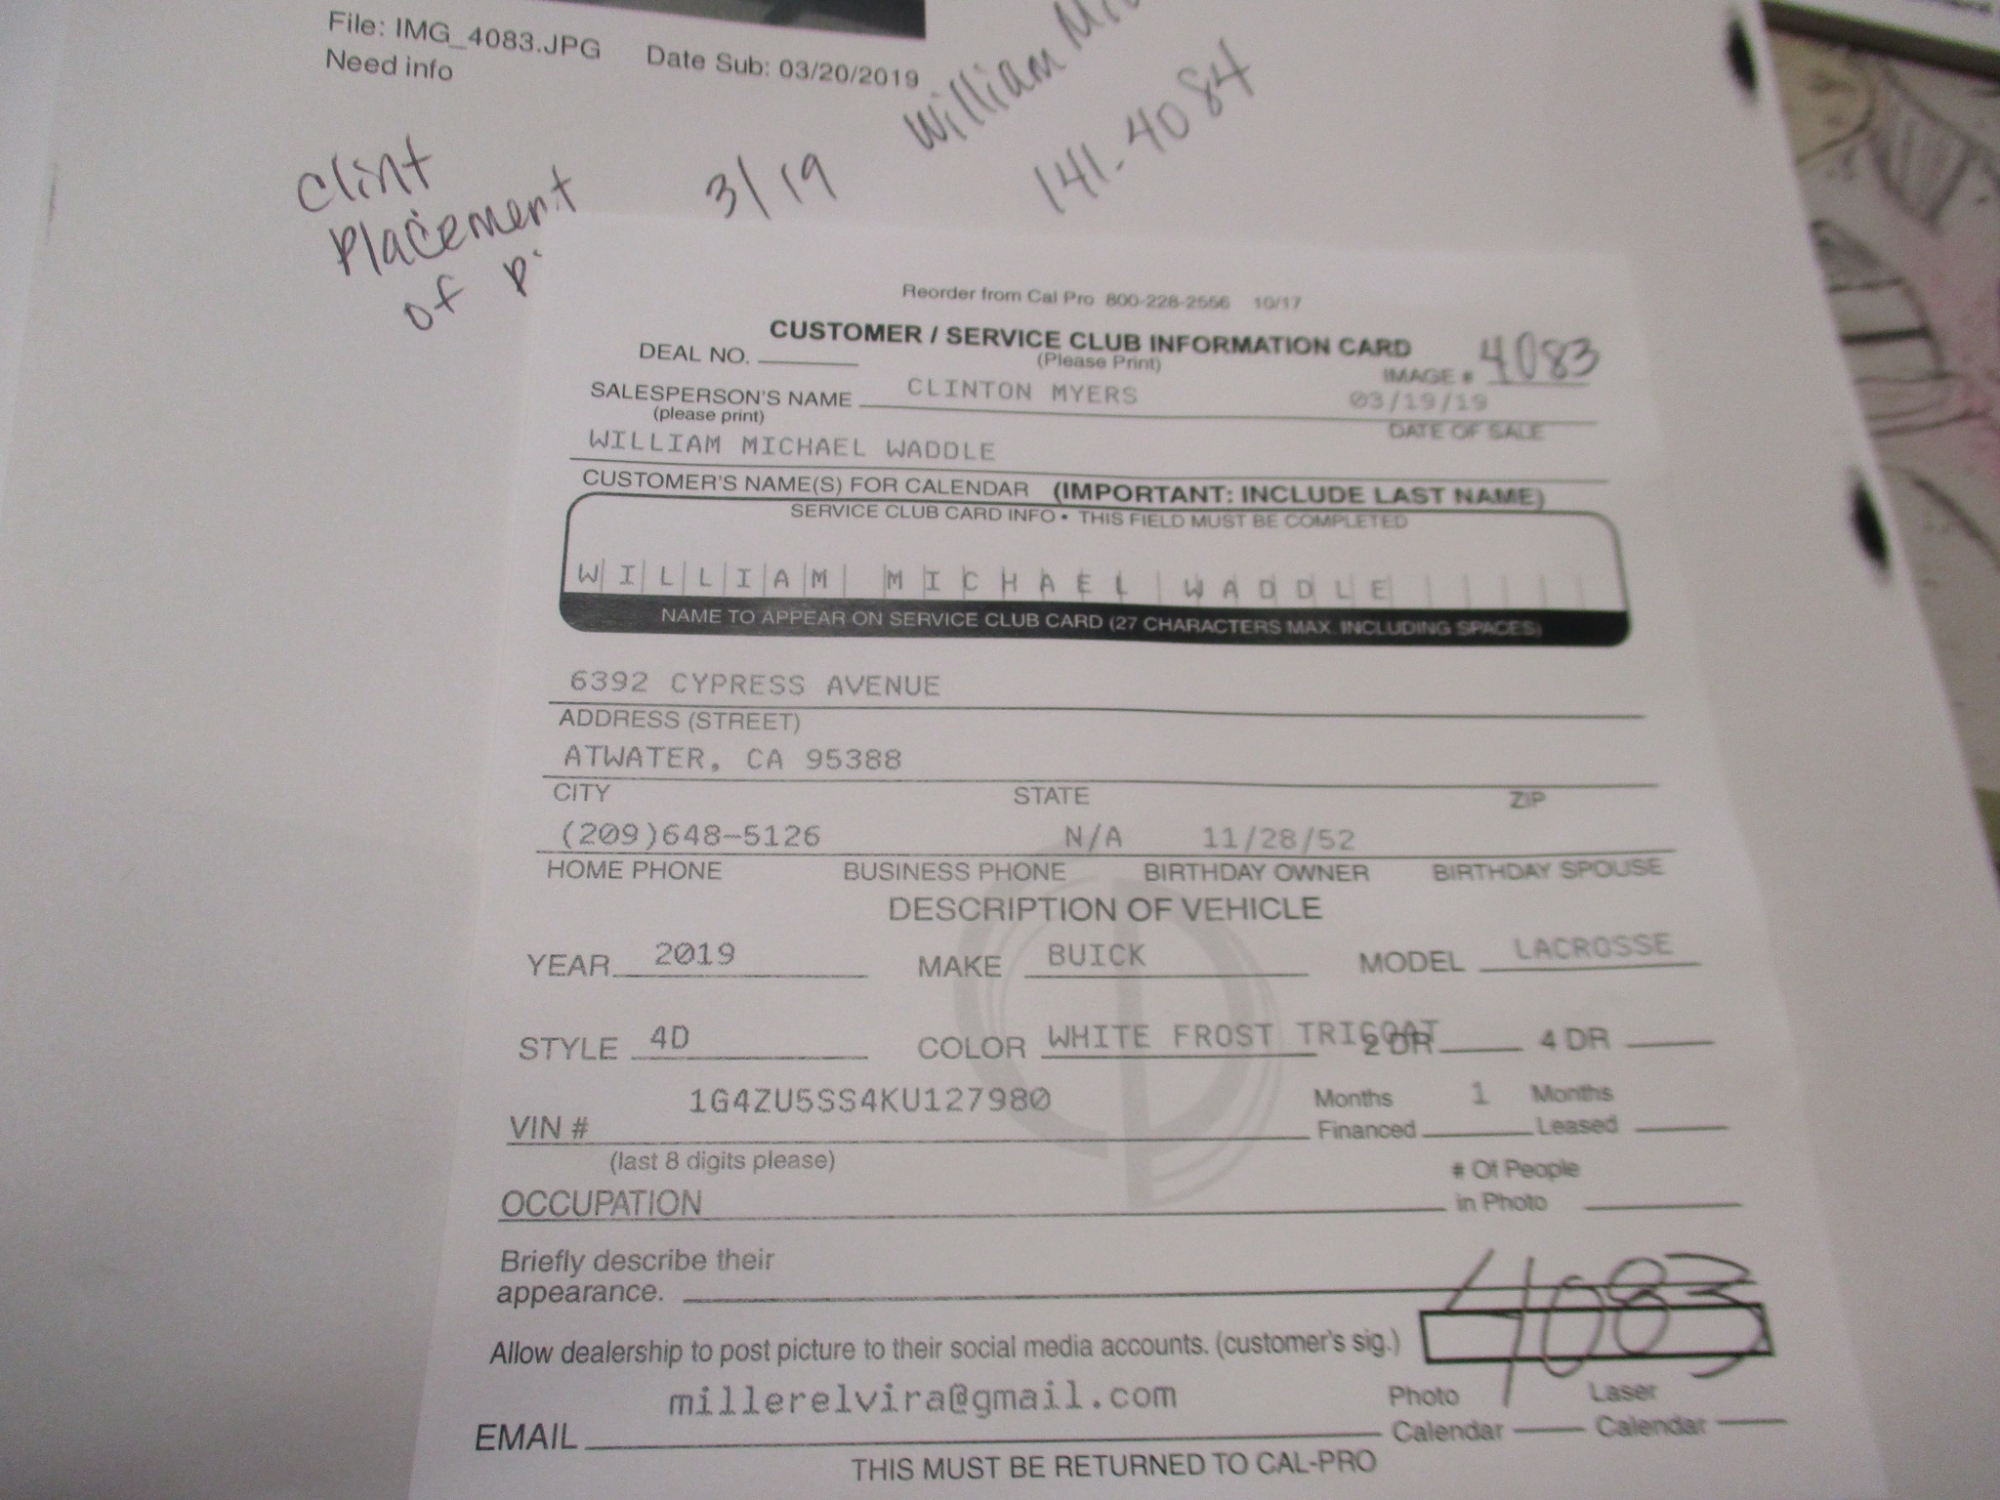 File: IMG_4083.JPG Date Sub: 03/20/2019
Need info
William
141-4084
Clint 3/19
Placement
of
Reorder from Cal Pro 800-228-2556 10/17
CUSTOMER / SERVICE CLUB INFORMATION CARD
(Please Print)
DEAL NO.
IMAGE # 4083
SALESPERSON'S NAME CLINTON MYERS 03/19/19
(please print) DATE OF SALE
WILLIAM MICHAEL WADDLE
CUSTOMER'S NAME(S) FOR CALENDAR (IMPORTANT: INCLUDE LAST NAME)
SERVICE CLUB CARD INFO • THIS FIELD MUST BE COMPLETED
WILLIAM MICHAEL WADDLE
NAME TO APPEAR ON SERVICE CLUB CARD (27 CHARACTERS MAX. INCLUDING SPACES)
6392 CYPRESS AVENUE
ADDRESS (STREET)
ATWATER, CA 95388
CITY STATE ZIP
(209)648-5126 N/A 11/28/52
HOME PHONE BUSINESS PHONE BIRTHDAY OWNER BIRTHDAY SPOUSE
DESCRIPTION OF VEHICLE
YEAR 2019 MAKE BUICK MODEL LACROSSE
STYLE 4D COLOR WHITE FROST TRICOAT 2 DR 4 DR
1G4ZU5SS4KU127980 Months 1 Months
VIN # Financed Leased
(last 8 digits please) # Of People
OCCUPATION in Photo
Briefly describe their
appearance.
4083
Allow dealership to post picture to their social media accounts. (customer's sig.)
millerelvira@gmail.com Photo Laser
EMAIL Calendar Calendar
THIS MUST BE RETURNED TO CAL-PRO